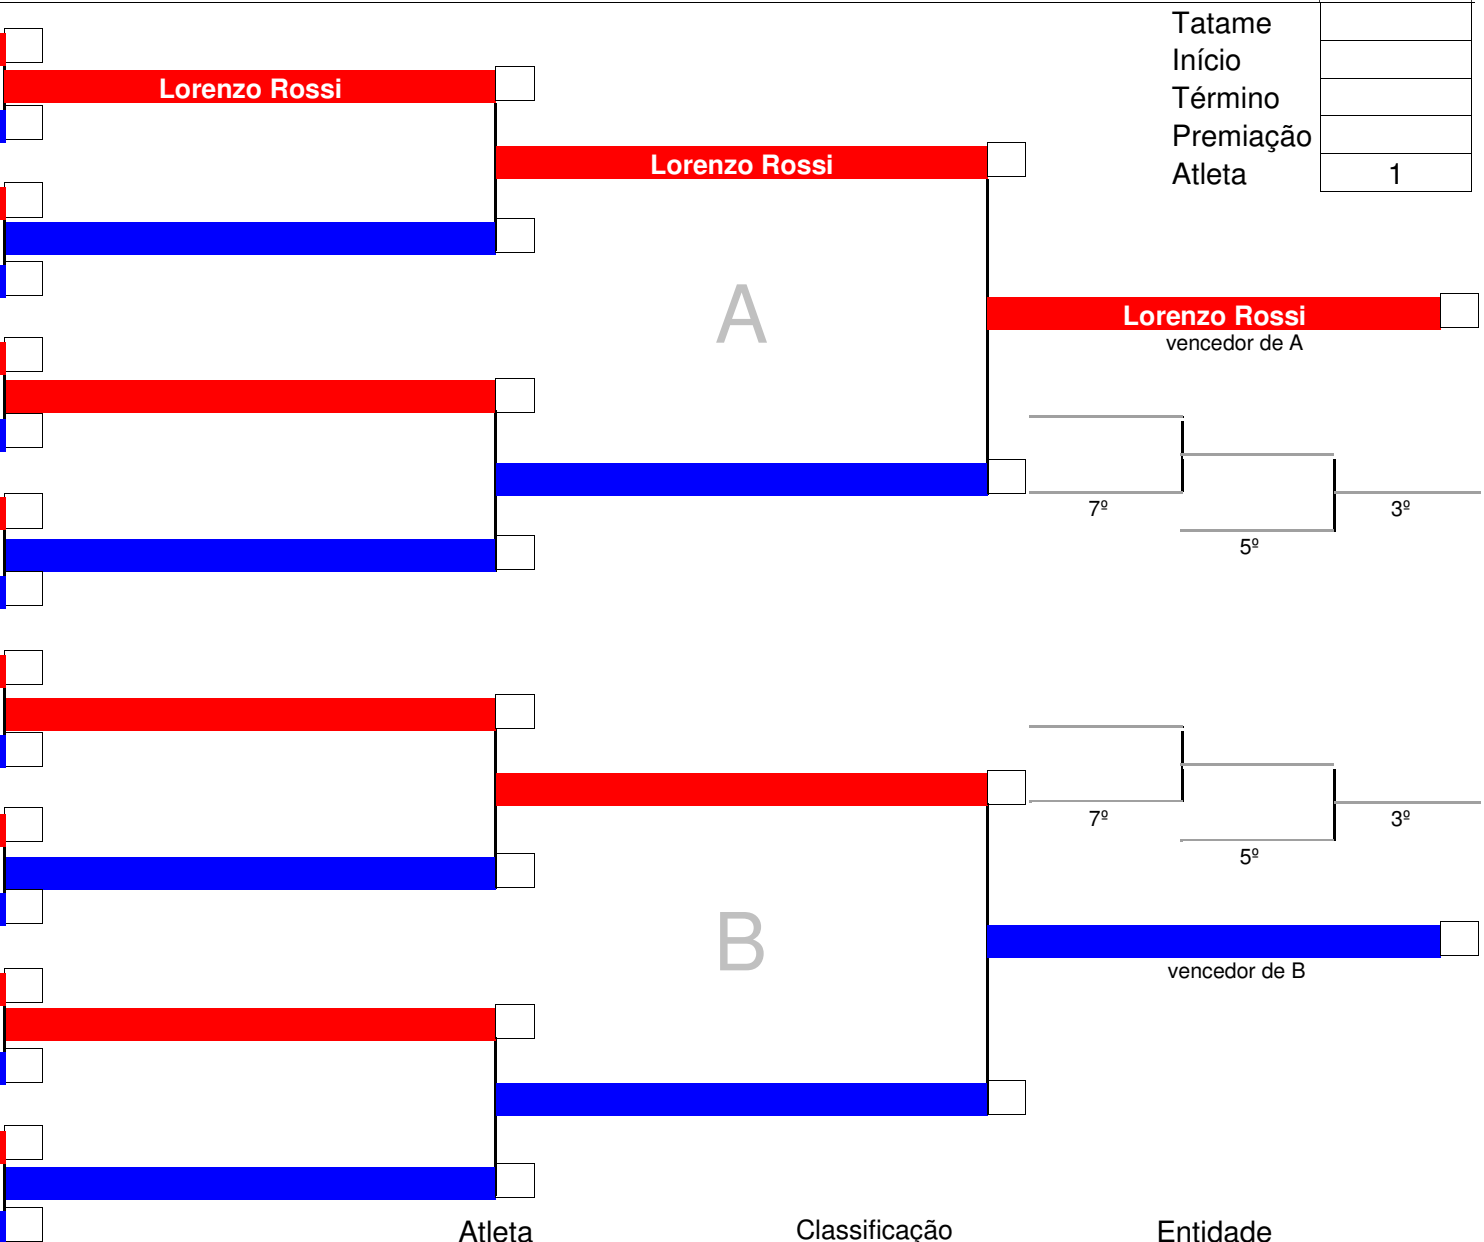 Tatame
Início
Lorenzo Rossi
Término
Premiação
Lorenzo Rossi
Atleta 1
A
Lorenzo Rossi
vencedor de A
7º 3º
5º
7º 3º
5º
B
vencedor de B
Atleta Classificação Entidade